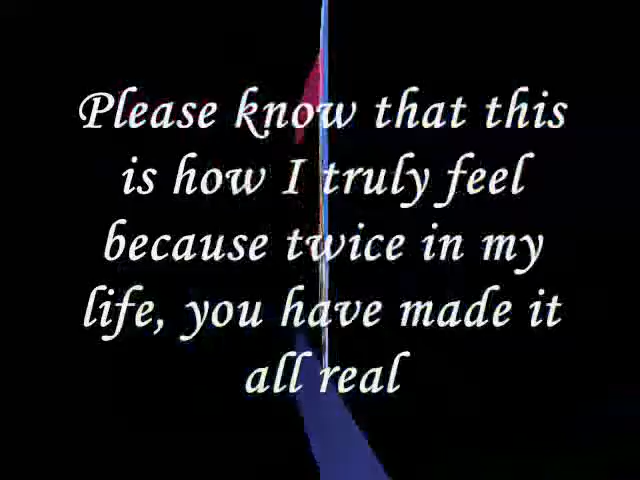 Please know that this
is how I truly feel
because twice in my
life, you have made it
all real